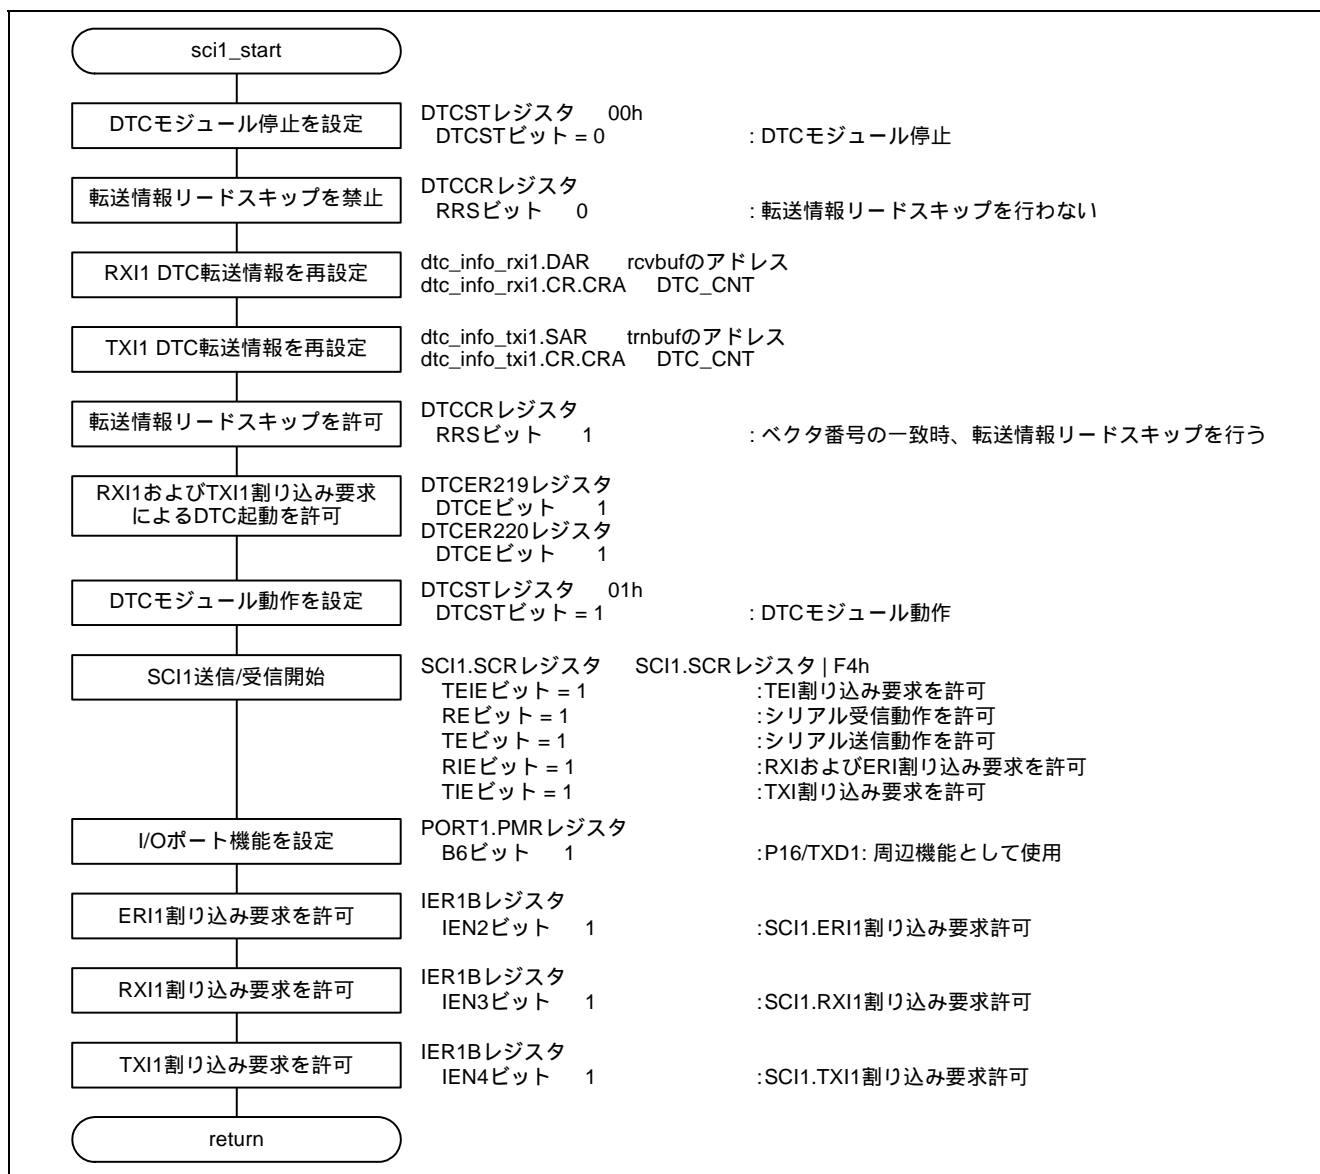 sci1_start
DTCモジュール停止を設定
DTCSTレジスタ 00h
DTCSTビット = 0 : DTCモジュール停止
転送情報リードスキップを禁止
DTCCRレジスタ
RRSビット 0 : 転送情報リードスキップを行わない
RXI1 DTC転送情報を再設定
dtc_info_rxi1.DAR rcvbufのアドレス
dtc_info_rxi1.CR.CRA DTC_CNT
TXI1 DTC転送情報を再設定
dtc_info_txi1.SAR trnbufのアドレス
dtc_info_txi1.CR.CRA DTC_CNT
転送情報リードスキップを許可
DTCCRレジスタ
RRSビット 1 : ベクタ番号の一致時、転送情報リードスキップを行う
RXI1およびTXI1割り込み要求
によるDTC起動を許可
DTCER219レジスタ
DTCEビット 1
DTCER220レジスタ
DTCEビット 1
DTCモジュール動作を設定
DTCSTレジスタ 01h
DTCSTビット = 1 : DTCモジュール動作
SCI1送信/受信開始
SCI1.SCRレジスタ SCI1.SCRレジスタ | F4h
TEIEビット = 1 :TEI割り込み要求を許可
REビット = 1 :シリアル受信動作を許可
TEビット = 1 :シリアル送信動作を許可
RIEビット = 1 :RXIおよびERI割り込み要求を許可
TIEビット = 1 :TXI割り込み要求を許可
I/Oポート機能を設定
PORT1.PMRレジスタ
B6ビット 1 :P16/TXD1: 周辺機能として使用
ERI1割り込み要求を許可
IER1Bレジスタ
IEN2ビット 1 :SCI1.ERI1割り込み要求許可
RXI1割り込み要求を許可
IER1Bレジスタ
IEN3ビット 1 :SCI1.RXI1割り込み要求許可
TXI1割り込み要求を許可
IER1Bレジスタ
IEN4ビット 1 :SCI1.TXI1割り込み要求許可
return